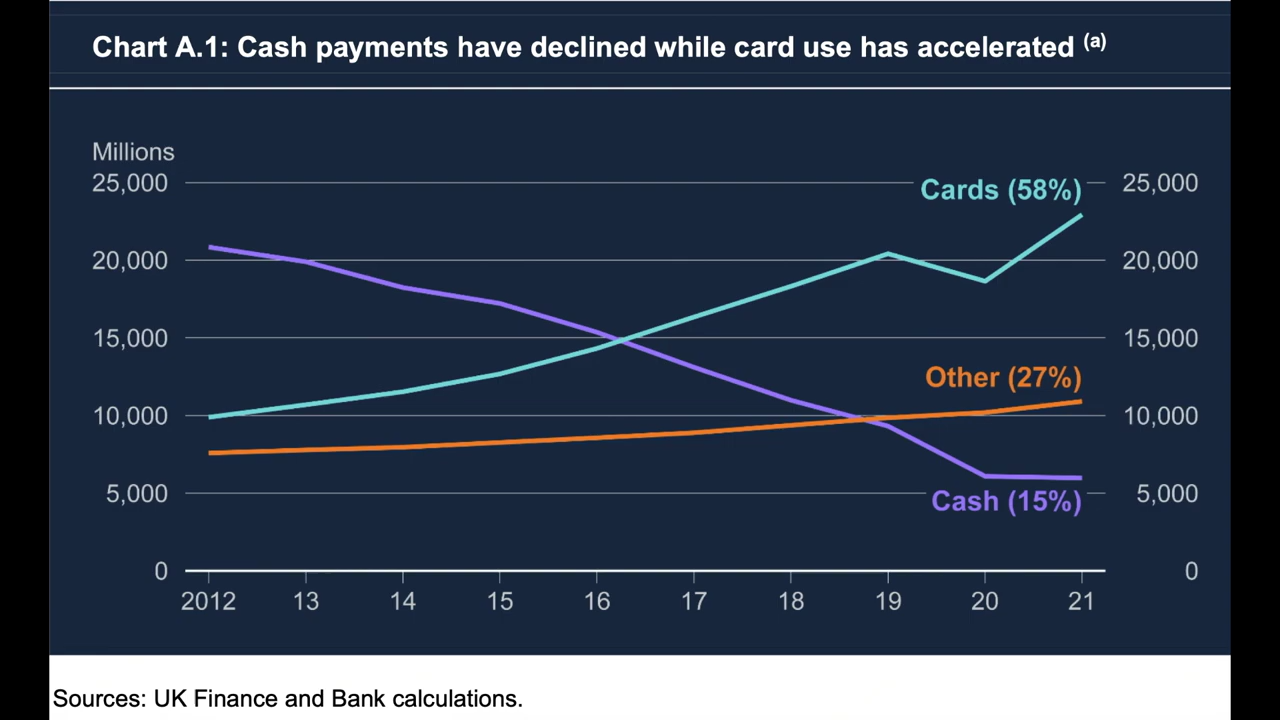 Chart A.1: Cash payments have declined while card use has accelerated (a)
Millions
25,000 25,000
Cards (58%)
20,000 20,000
15,000 15,000
Other (27%)
10,000 10,000
5,000 5,000
Cash (15%)
0 0
2012 13 14 15 16 17 18 19 20 21
Sources: UK Finance and Bank calculations.